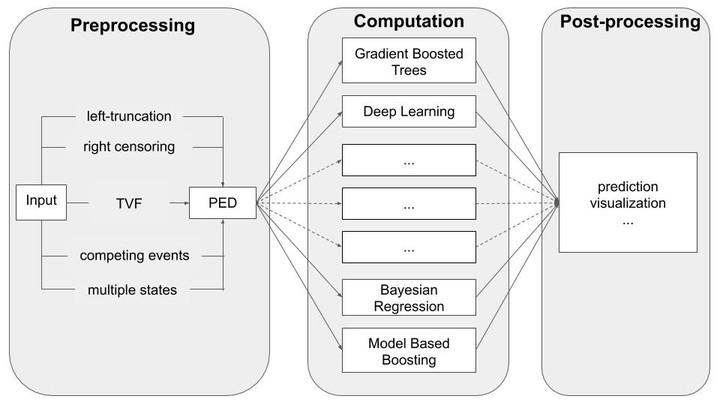 Preprocessing
left-truncation
right censoring
Input
TVF
PED
competing events
multiple states
Computation
Gradient Boosted
Trees
Deep Learning
...
...
...
Bayesian
Regression
Model Based
Boosting
Post-processing
prediction
visualization
...